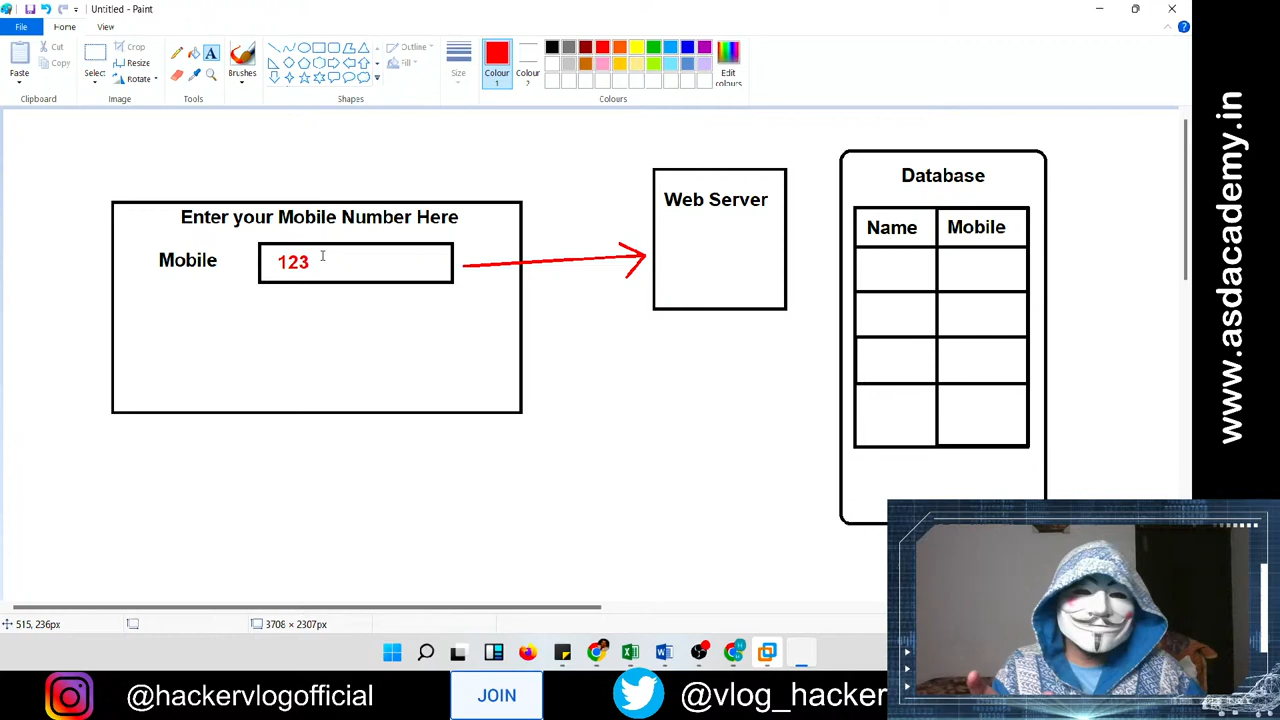 Untitled - Paint
File
Home
View
Paste
Cut
Copy
Clipboard
Select
Crop
Resize
Rotate
Image
A
Tools
Brushes
Shapes
Outline
Fill
Size
Colour
1
Colour
2
Edit
colours
Colours
Enter your Mobile Number Here
Mobile
123
Web Server
Database
Name
Mobile
515, 236px
3708 × 2307px
www.asdacademy.in
@hackervlogofficial
JOIN
@vlog_hacker